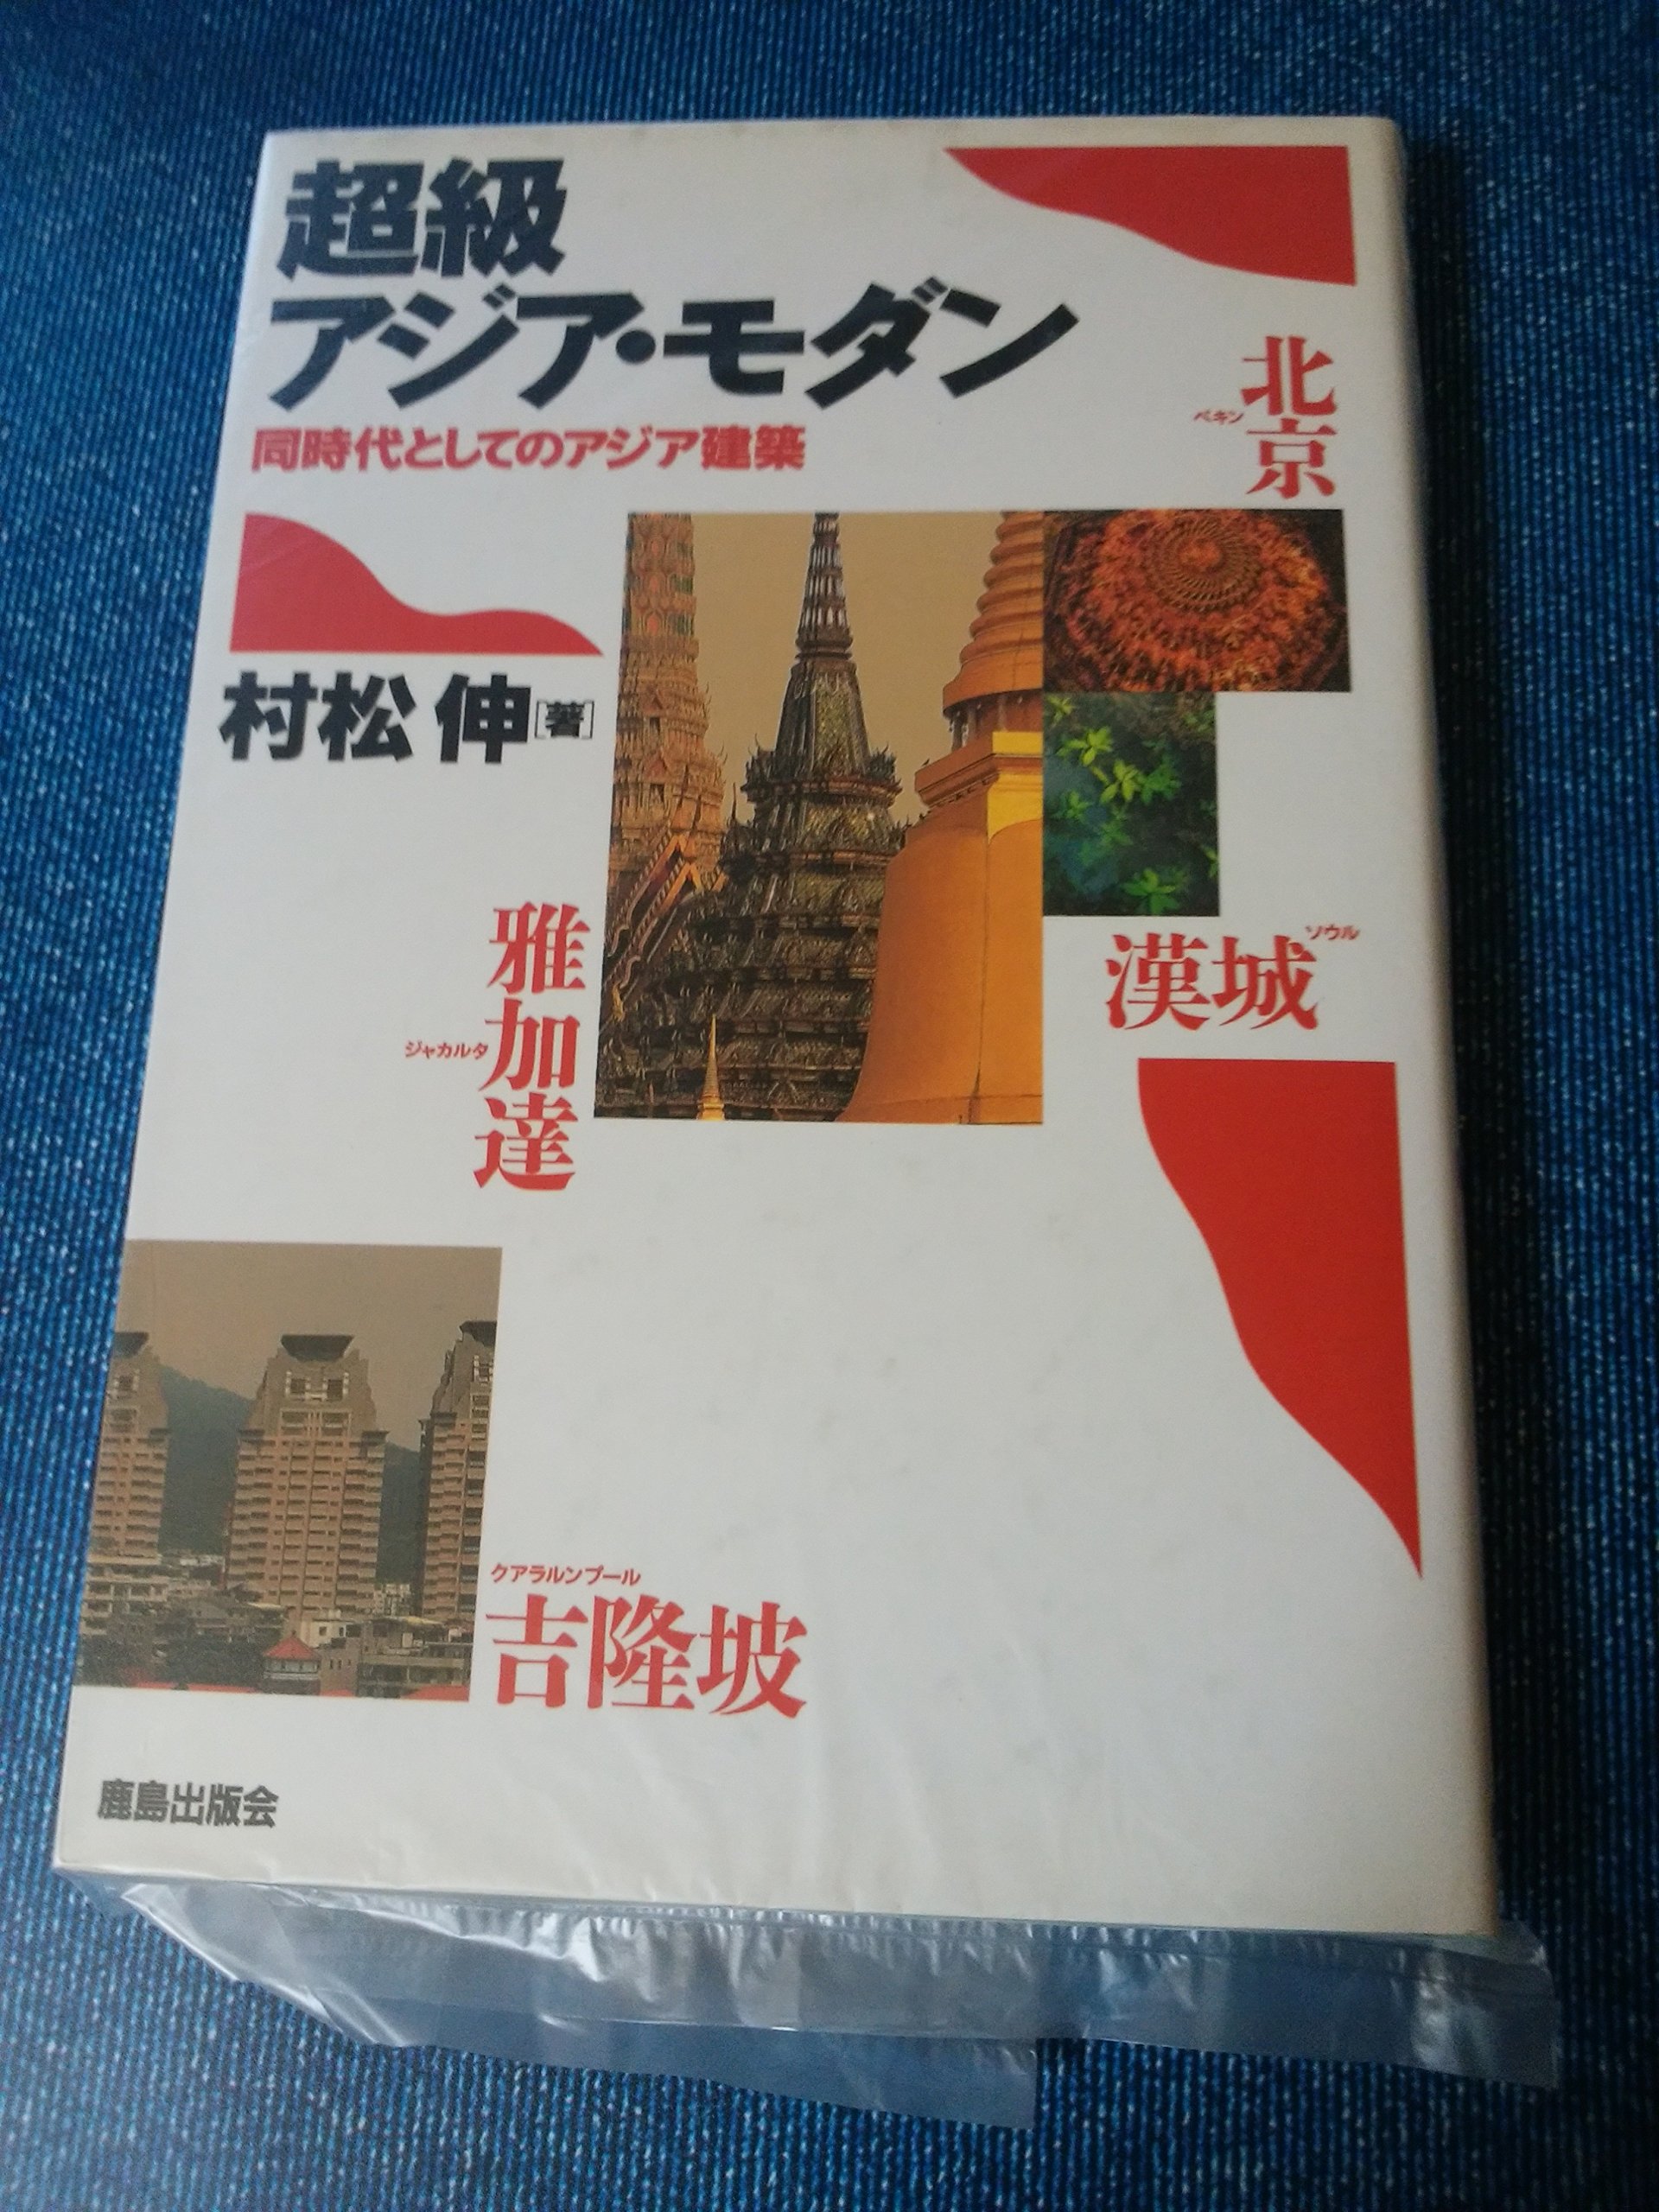 超級
アジア・モダン
同時代としてのアジア建築
北京
ペキン
村松 伸[著]
雅加達
ジャカルタ
漢城
ソウル
クアラルンプール
吉隆坡
鹿島出版会